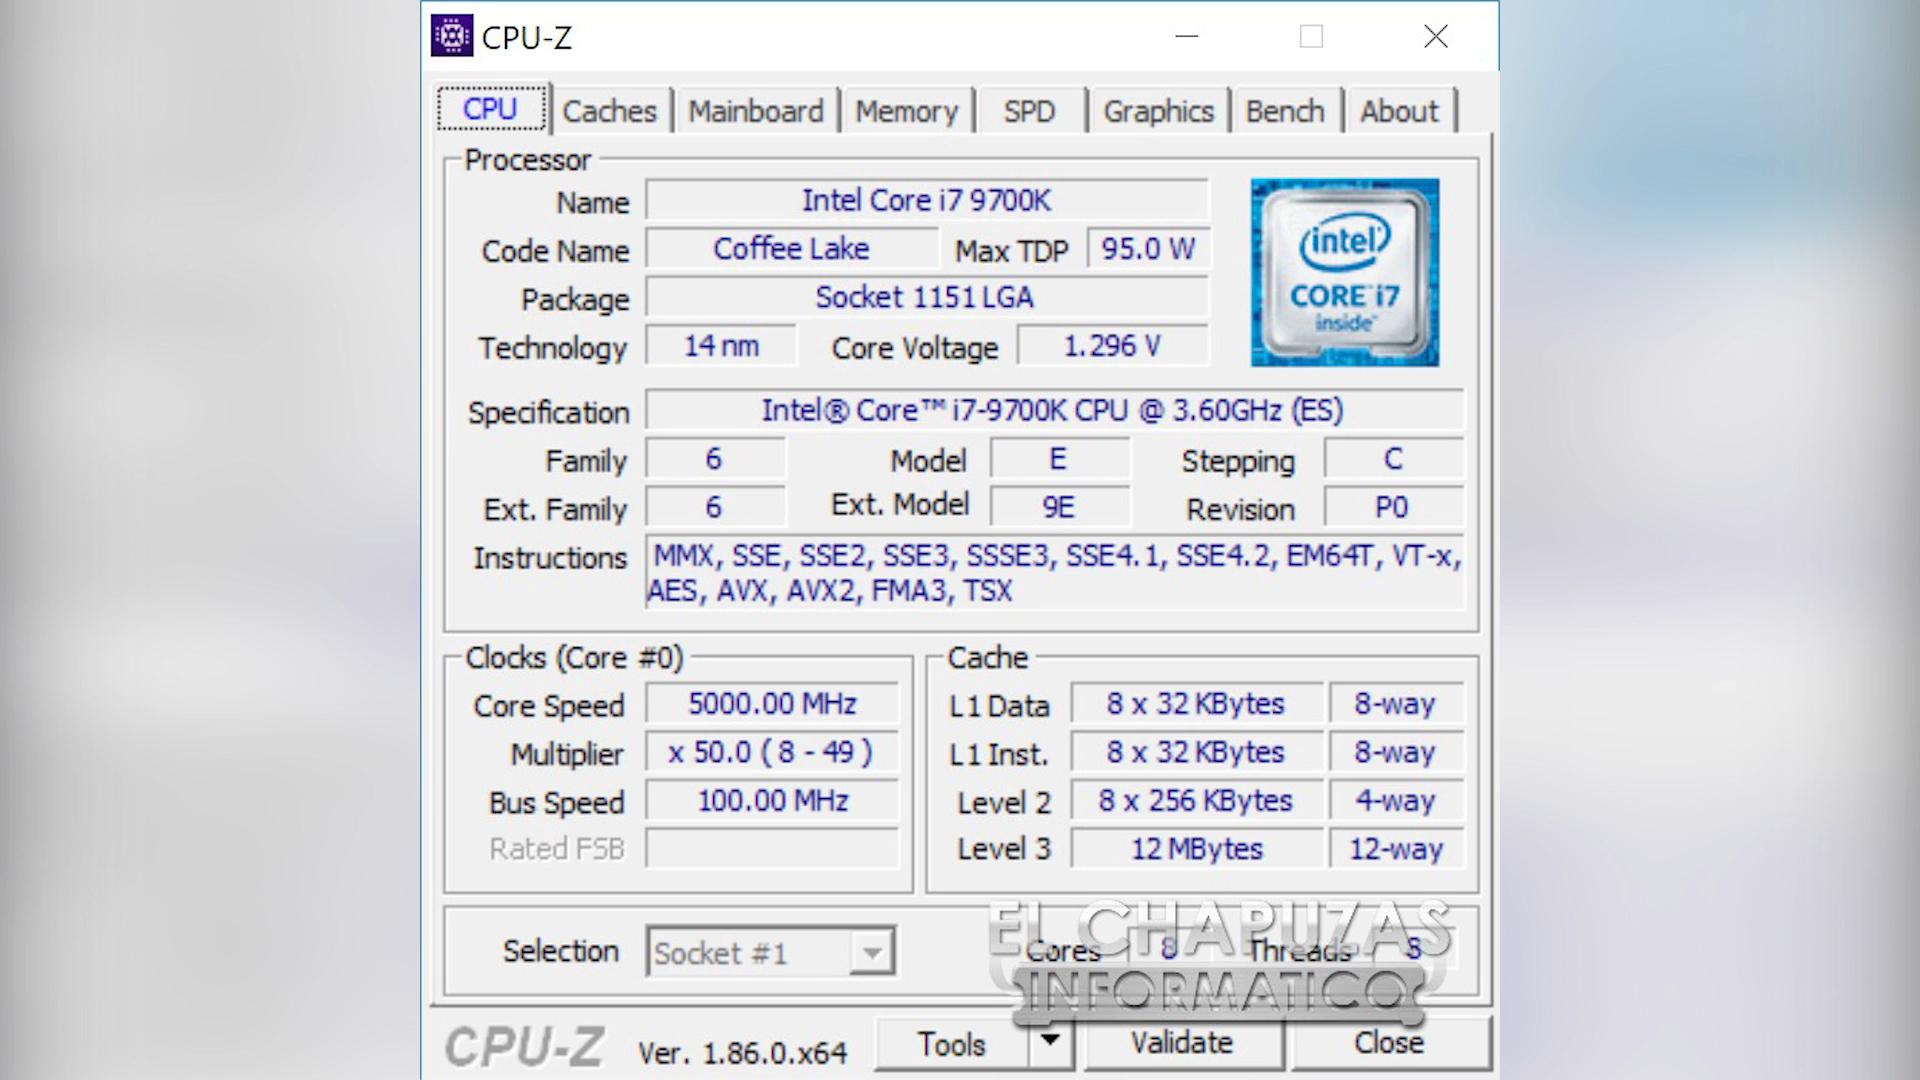 CPU-Z
CPU Caches Mainboard Memory SPD Graphics Bench About
Processor
Name Intel Core i7 9700K
Code Name Coffee Lake Max TDP 95.0 W
Package Socket 1151 LGA
Technology 14 nm Core Voltage 1.296 V
intel
CORE i7
inside™
Specification Intel® Core™ i7-9700K CPU @ 3.60GHz (ES)
Family 6 Model E Stepping C
Ext. Family 6 Ext. Model 9E Revision P0
Instructions MMX, SSE, SSE2, SSE3, SSSE3, SSE4.1, SSE4.2, EM64T, VT-x,
AES, AVX, AVX2, FMA3, TSX
Clocks (Core #0)
Core Speed 5000.00 MHz
Multiplier x 50.0 ( 8 - 49 )
Bus Speed 100.00 MHz
Rated FSB
Cache
L1 Data 8 x 32 KBytes 8-way
L1 Inst. 8 x 32 KBytes 8-way
Level 2 8 x 256 KBytes 4-way
Level 3 12 MBytes 12-way
Selection Socket #1 Cores 8 Threads 8
EL CHAPUZAS
INFORMATICO
CPU-Z Ver. 1.86.0.x64 Tools Validate Close